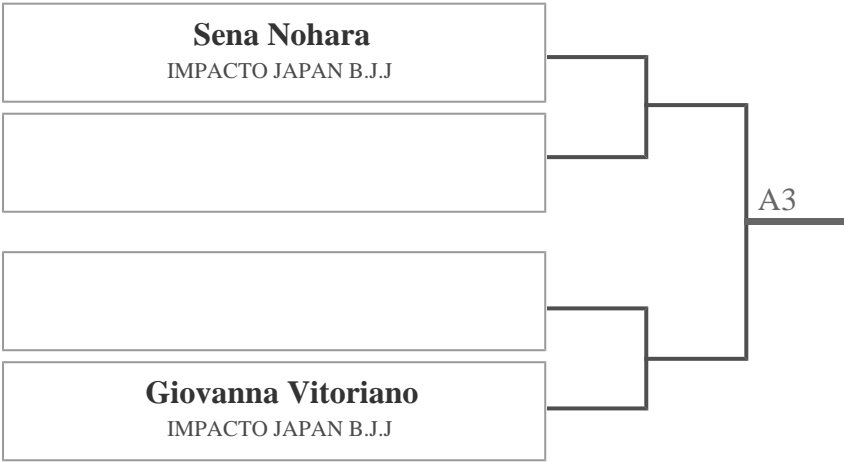 Sena Nohara
IMPACTO JAPAN B.J.J
A3
Giovanna Vitoriano
IMPACTO JAPAN B.J.J